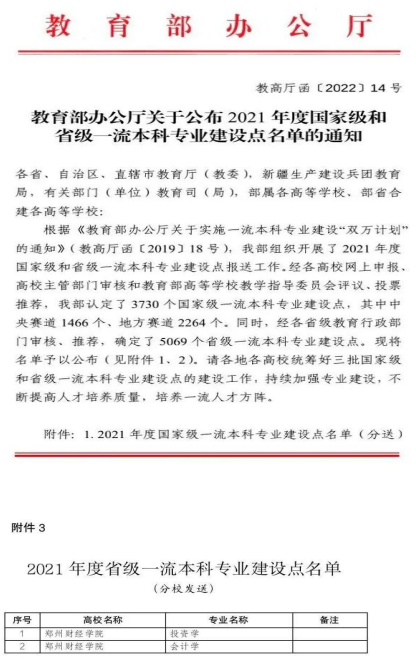 教育部办公厅
教高厅函〔2022〕14 号
教育部办公厅关于公布 2021 年度国家级和
省级一流本科专业建设点名单的通知
各省、自治区、直辖市教育厅（教委），新疆生产建设兵团教育
局，有关部门（单位）教育司（局），部属各高等学校、部省合
建各高等学校：
根据《教育部办公厅关于实施一流本科专业建设“双万计划”
的通知》（教高厅函〔2019〕18 号），我部组织开展了 2021 年度
国家级和省级一流本科专业建设点报送工作。经各高校网上申报、
高校主管部门审核和教育部高等学校教学指导委员会评议、投票
推荐，我部认定了 3730 个国家级一流本科专业建设点，其中中
央赛道 1466 个、地方赛道 2264 个。同时，经各省级教育行政部
门审核、推荐，确定了 5069 个省级一流本科专业建设点。现将
名单予以公布（见附件 1、2）。请各地各高校统筹好三批国家级
和省级一流本科专业建设点的建设工作，持续加强专业建设，不
断提高人才培养质量，培养一流人才方阵。
附件：1. 2021 年度国家级一流本科专业建设点名单（分送）
附件 3
2021 年度省级一流本科专业建设点名单
（分校发送）
序号 高校名称 专业名称 备注
1 郑州财经学院 投资学
2 郑州财经学院 会计学